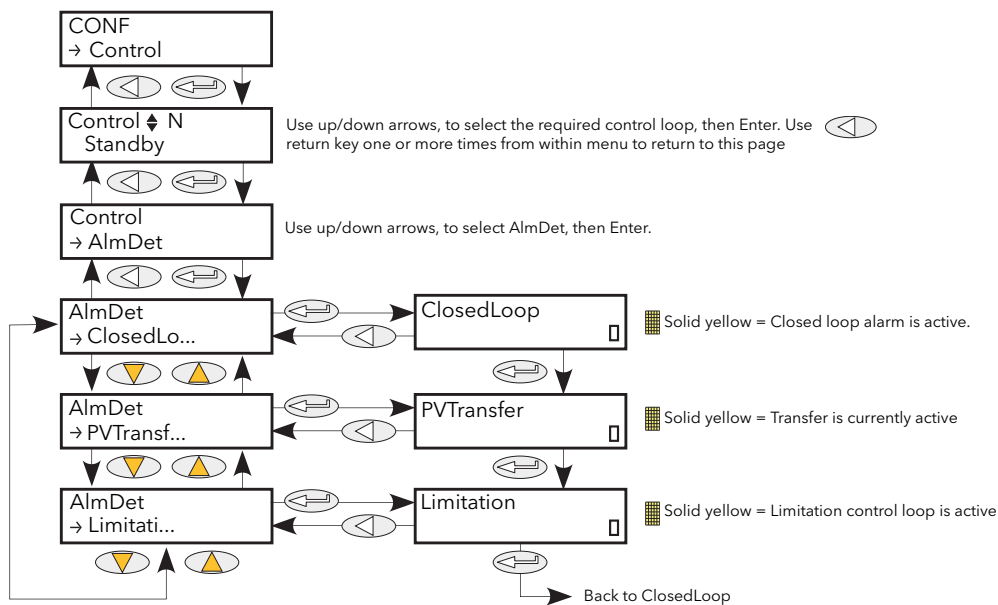 CONF
→ Control
Control ♦ N
Standby
Use up/down arrows, to select the required control loop, then Enter. Use
return key one or more times from within menu to return to this page
Control
→ AlmDet
Use up/down arrows, to select AlmDet, then Enter.
AlmDet
→ ClosedLo...
ClosedLoop
Solid yellow = Closed loop alarm is active.
AlmDet
→ PVTransf...
PVTransfer
Solid yellow = Transfer is currently active
AlmDet
→ Limitati...
Limitation
Solid yellow = Limitation control loop is active
Back to ClosedLoop